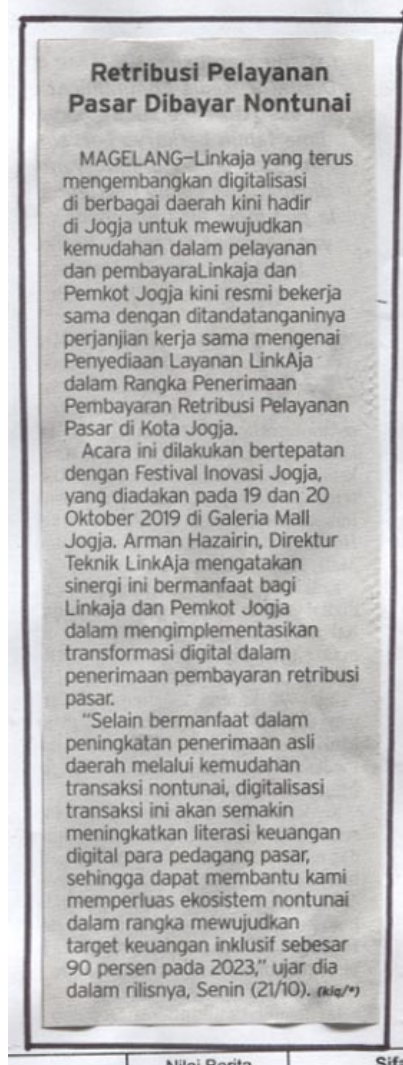 Retribusi Pelayanan
Pasar Dibayar Nontunai
MAGELANG–Linkaja yang terus
mengembangkan digitalisasi
di berbagai daerah kini hadir
di Jogja untuk mewujudkan
kemudahan dalam pelayanan
dan pembayaraLinkaja dan
Pemkot Jogja kini resmi bekerja
sama dengan ditandatanganinya
perjanjian kerja sama mengenai
Penyediaan Layanan LinkAja
dalam Rangka Penerimaan
Pembayaran Retribusi Pelayanan
Pasar di Kota Jogja.
Acara ini dilakukan bertepatan
dengan Festival Inovasi Jogja,
yang diadakan pada 19 dan 20
Oktober 2019 di Galeria Mall
Jogja. Arman Hazairin, Direktur
Teknik LinkAja mengatakan
sinergi ini bermanfaat bagi
Linkaja dan Pemkot Jogja
dalam mengimplementasikan
transformasi digital dalam
penerimaan pembayaran retribusi
pasar.
"Selain bermanfaat dalam
peningkatan penerimaan asli
daerah melalui kemudahan
transaksi nontunai, digitalisasi
transaksi ini akan semakin
meningkatkan literasi keuangan
digital para pedagang pasar,
sehingga dapat membantu kami
memperluas ekosistem nontunai
dalam rangka mewujudkan
target keuangan inklusif sebesar
90 persen pada 2023," ujar dia
dalam rilisnya, Senin (21/10). (kiq/*)
Nilai Berita